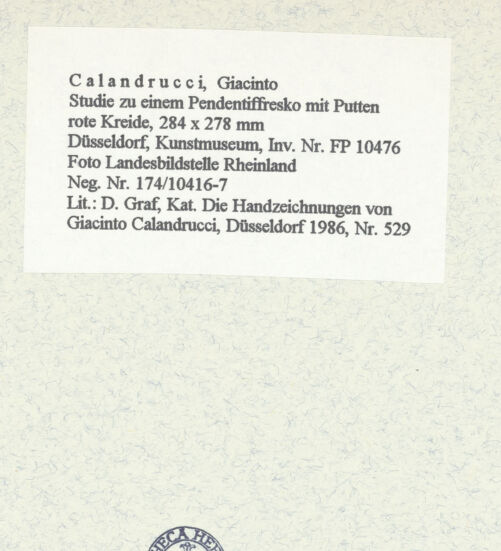 Calandrucci, Giacinto
Studie zu einem Pendentiffresko mit Putten
rote Kreide, 284 x 278 mm
Düsseldorf, Kunstmuseum, Inv. Nr. FP 10476
Foto Landesbildstelle Rheinland
Neg. Nr. 174/10416-7
Lit.: D. Graf, Kat. Die Handzeichnungen von
Giacinto Calandrucci, Düsseldorf 1986, Nr. 529